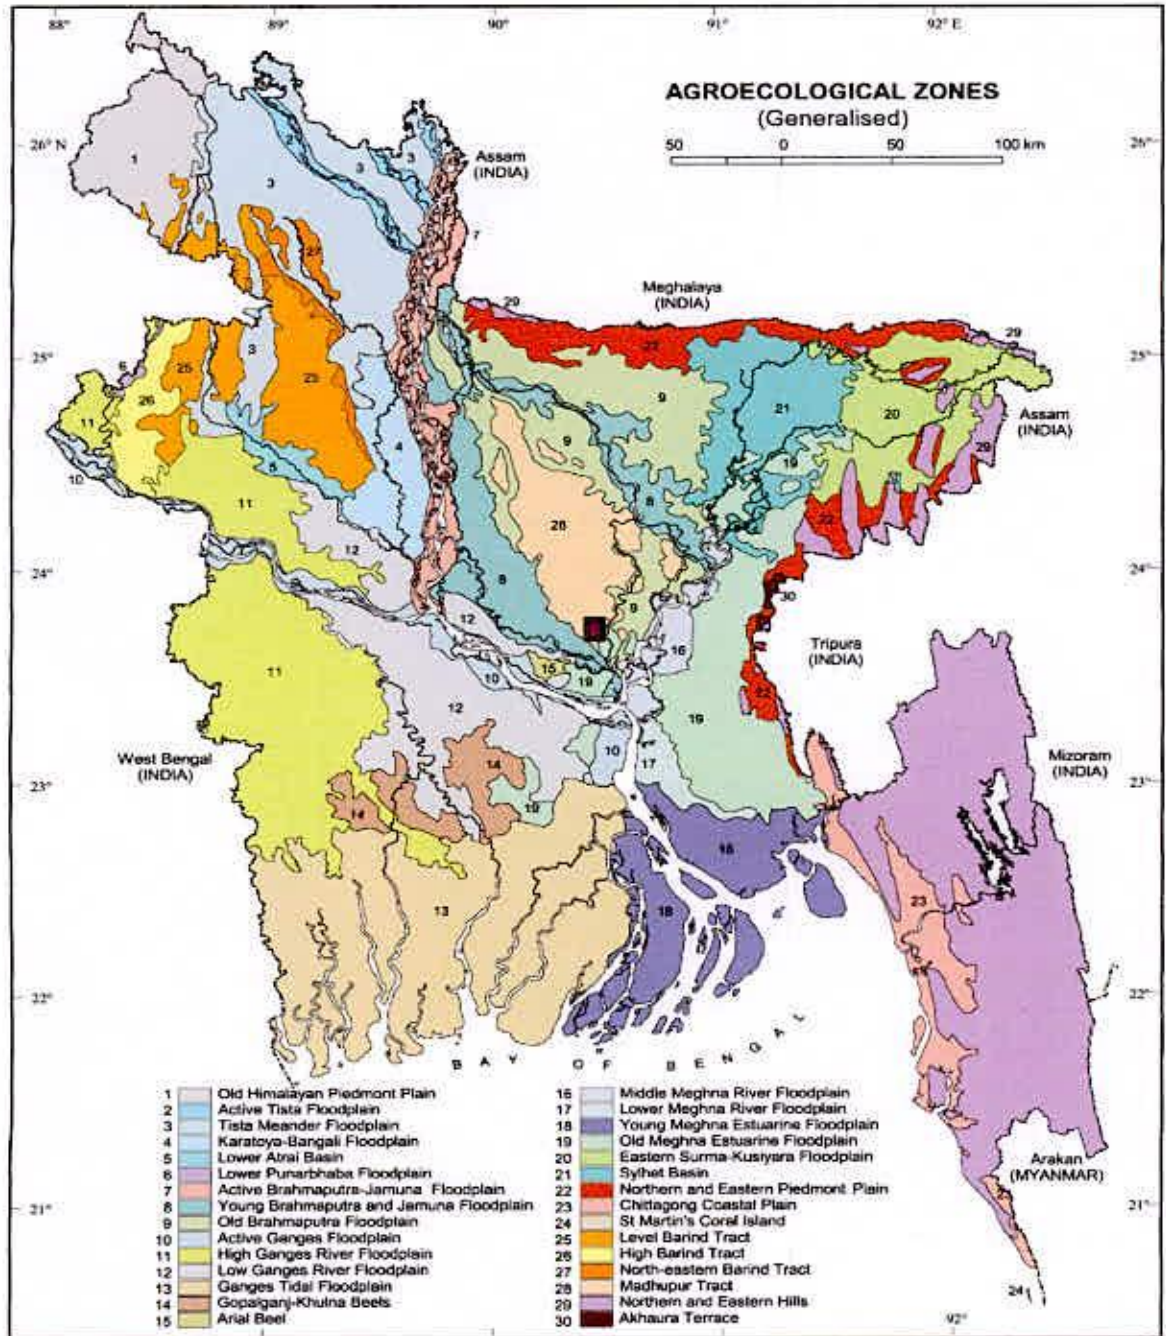 88° 89° 90° 91° 92° E
AGROECOLOGICAL ZONES
(Generalised)
50 0 50 100 km
26° N
26°
Assam
(INDIA)
Meghalaya
(INDIA)
25°
25°
Assam
(INDIA)
24°
24°
Tripura
(INDIA)
West Bengal
(INDIA)
Mizoram
(INDIA)
23°
23°
22°
22°
BAY OF BENGAL
Arakan
(MYANMAR)
21°
21°
92°
1 Old Himalayan Piedmont Plain
2 Active Tista Floodplain
3 Tista Meander Floodplain
4 Karatoya-Bangali Floodplain
5 Lower Atrai Basin
6 Lower Punarbhaba Floodplain
7 Active Brahmaputra-Jamuna Floodplain
8 Young Brahmaputra and Jamuna Floodplain
9 Old Brahmaputra Floodplain
10 Active Ganges Floodplain
11 High Ganges River Floodplain
12 Low Ganges River Floodplain
13 Ganges Tidal Floodplain
14 Gopalganj-Khulna Beels
15 Arial Beel
16 Middle Meghna River Floodplain
17 Lower Meghna River Floodplain
18 Young Meghna Estuarine Floodplain
19 Old Meghna Estuarine Floodplain
20 Eastern Surma-Kusiyara Floodplain
21 Sylhet Basin
22 Northern and Eastern Piedmont Plain
23 Chittagong Coastal Plain
24 St Martin's Coral Island
25 Level Barind Tract
26 High Barind Tract
27 North-eastern Barind Tract
28 Madhupur Tract
29 Northern and Eastern Hills
30 Akhaura Terrace